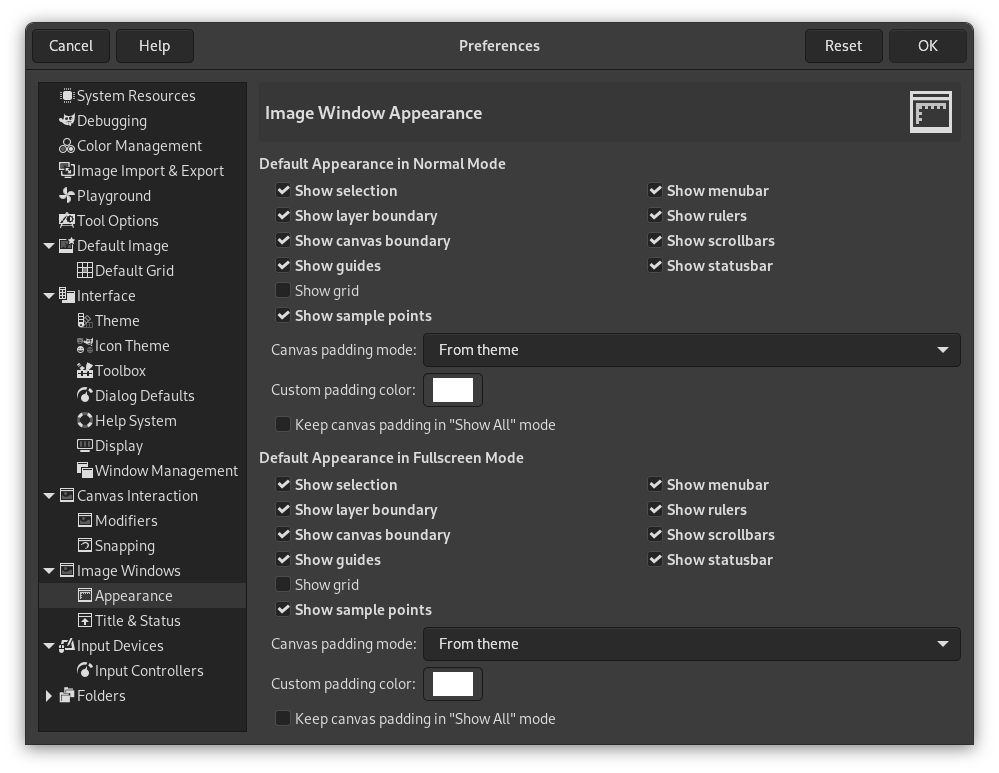 Cancel
Help
Preferences
Reset
OK
System Resources
Debugging
Color Management
Image Import & Export
Playground
Tool Options
Default Image
Default Grid
Interface
Theme
Icon Theme
Toolbox
Dialog Defaults
Help System
Display
Window Management
Canvas Interaction
Modifiers
Snapping
Image Windows
Appearance
Title & Status
Input Devices
Input Controllers
Folders
Image Window Appearance
Default Appearance in Normal Mode
Show selection
Show layer boundary
Show canvas boundary
Show guides
Show grid
Show sample points
Show menubar
Show rulers
Show scrollbars
Show statusbar
Canvas padding mode: From theme
Custom padding color:
Keep canvas padding in "Show All" mode
Default Appearance in Fullscreen Mode
Show selection
Show layer boundary
Show canvas boundary
Show guides
Show grid
Show sample points
Show menubar
Show rulers
Show scrollbars
Show statusbar
Canvas padding mode: From theme
Custom padding color:
Keep canvas padding in "Show All" mode